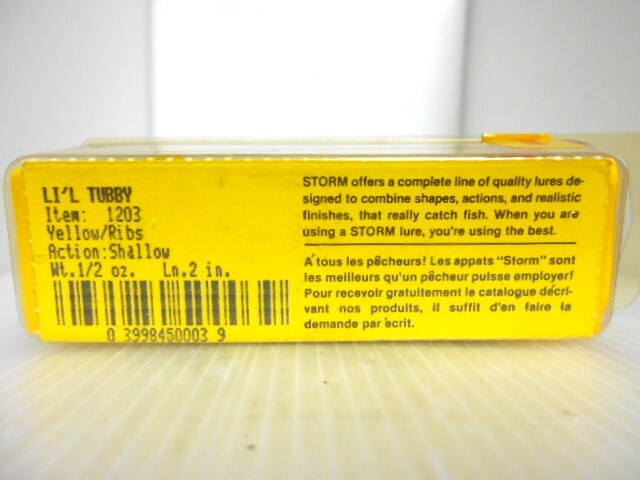 LI'L TUBBY
Item: 1203
Yellow/Ribs
Action:Shallow
Wt.1/2 oz. Ln.2 in.
0 3998450003 9
STORM offers a complete line of quality lures de-
signed to combine shapes, actions, and realistic
finishes, that really catch fish. When you are
using a STORM lure, you're using the best.
A'tous les pêcheurs! Les appats "Storm" sont
les meilleurs qu'un pêcheur puisse employer!
Pour recevoir gratuitement le catalogue décri-
vant nos produits, il suffit d'en faire la
demande par écrit.